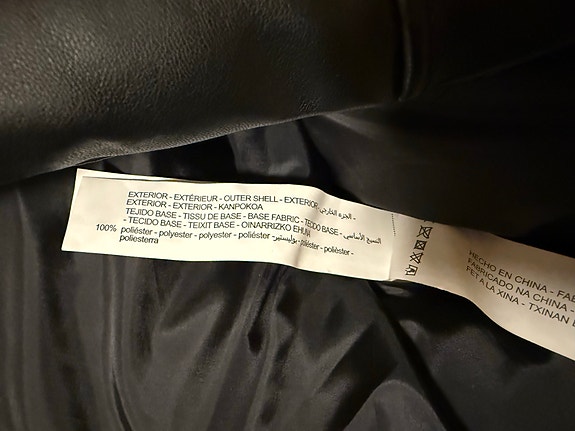 EXTERIOR - EXTÉRIEUR - OUTER SHELL - EXTERIOR - الجزء الخارجي -
EXTERIOR - EXTERIOR - KANPOKOA
TEJIDO BASE - TISSU DE BASE - BASE FABRIC - TECIDO BASE - النسيج الأساسي
- TECIDO BASE - TEIXIT BASE - OINARRIZKO EHUNA
100% poliéster - polyester - polyester - poliéster - بوليستير - poliéster - poliéster -
poliesterra
HECHO EN CHINA -
FABRICADO NA CHINA -
FET A LA XINA - TXINAN